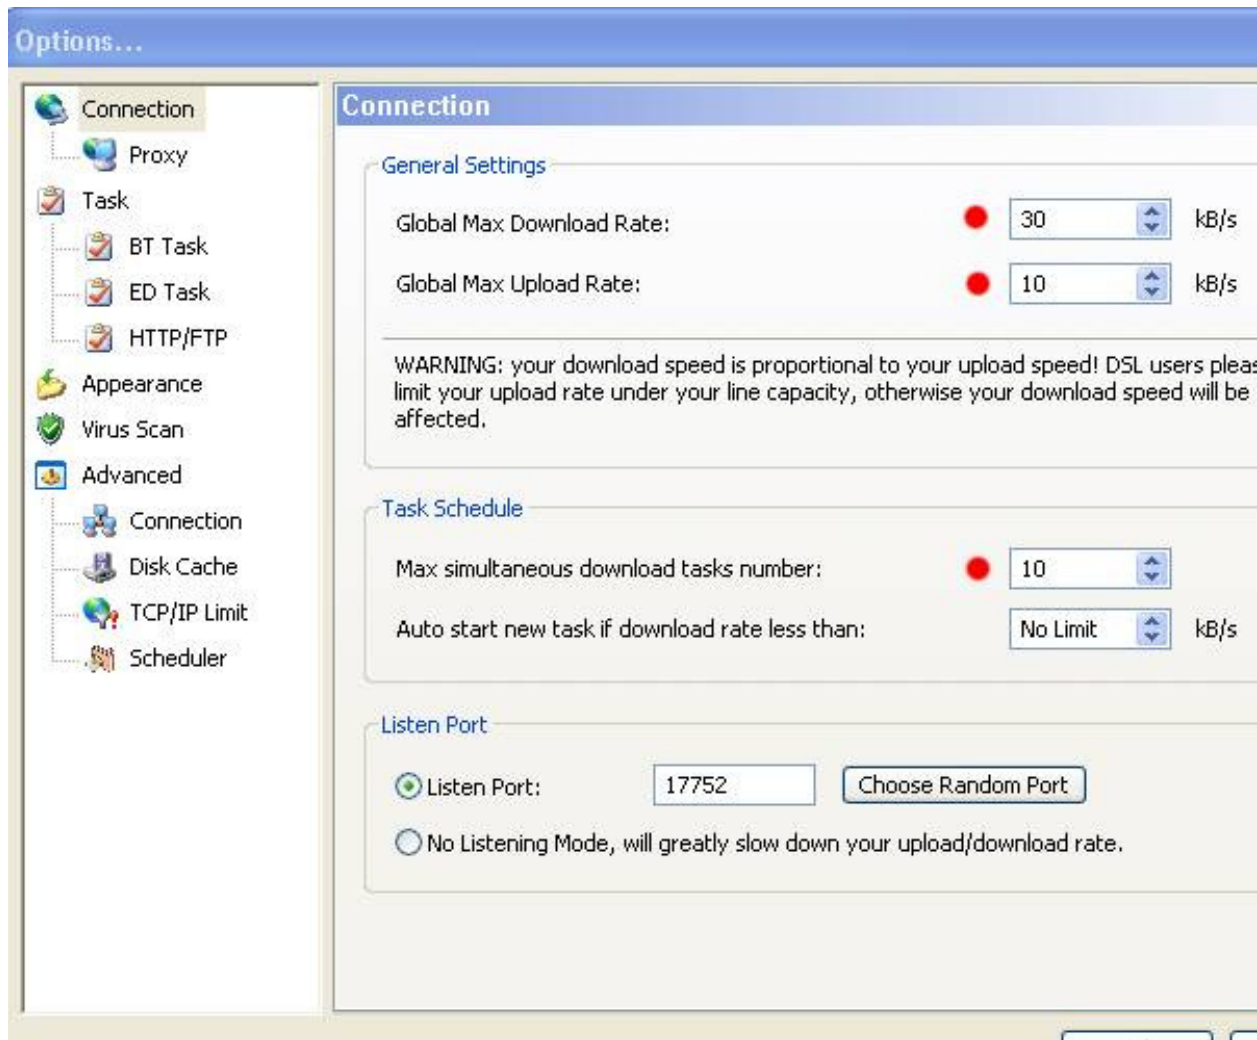 Options...
Connection
Proxy
Task
BT Task
ED Task
HTTP/FTP
Appearance
Virus Scan
Advanced
Connection
Disk Cache
TCP/IP Limit
Scheduler
Connection
General Settings
Global Max Download Rate: 30 kB/s
Global Max Upload Rate: 10 kB/s
WARNING: your download speed is proportional to your upload speed! DSL users pleas
limit your upload rate under your line capacity, otherwise your download speed will be
affected.
Task Schedule
Max simultaneous download tasks number: 10
Auto start new task if download rate less than: No Limit kB/s
Listen Port
Listen Port: 17752 Choose Random Port
No Listening Mode, will greatly slow down your upload/download rate.